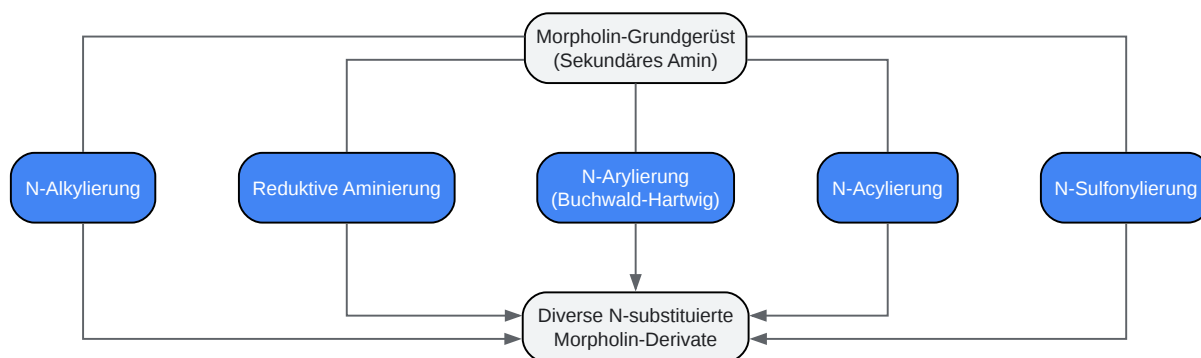 Morpholin-Grundgerüst
(Sekundäres Amin)
N-Alkylierung
Reduktive Aminierung
N-Arylierung
(Buchwald-Hartwig)
N-Acylierung
N-Sulfonylierung
Diverse N-substituierte
Morpholin-Derivate